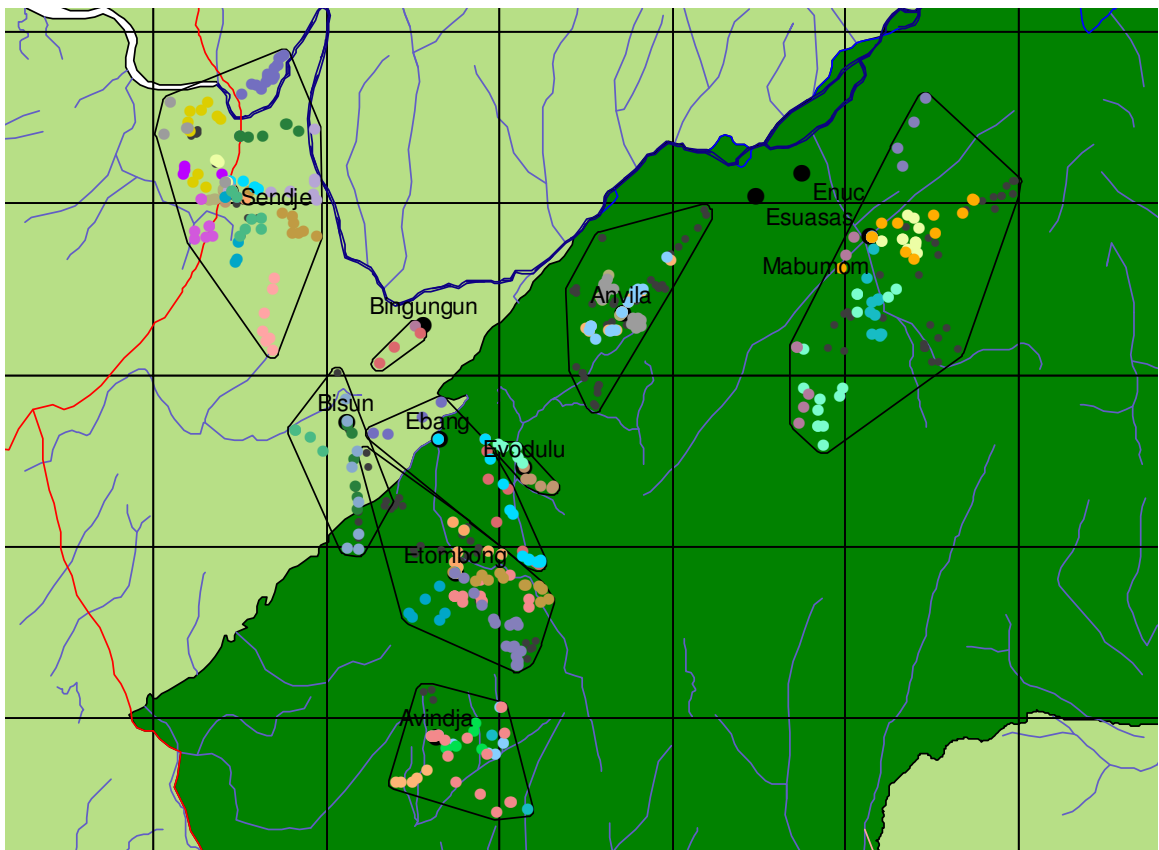 Enuc
Sendje
Esuasas
Mabumom
Anvila
Bingungun
Bisun
Ebang
Evodulu
Etombong
Avindja